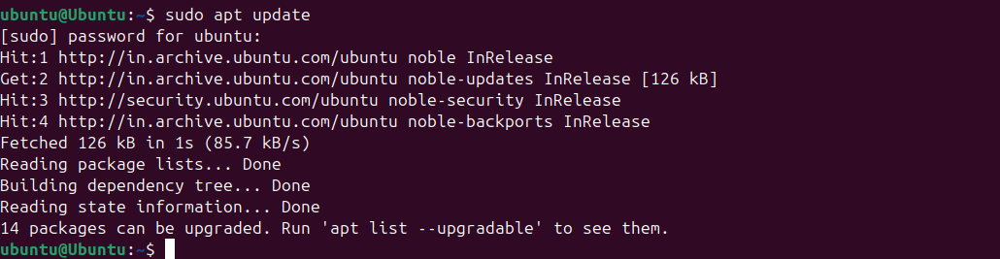 ubuntu@Ubuntu:~$ sudo apt update
[sudo] password for ubuntu:
Hit:1 http://in.archive.ubuntu.com/ubuntu noble InRelease
Get:2 http://in.archive.ubuntu.com/ubuntu noble-updates InRelease [126 kB]
Hit:3 http://security.ubuntu.com/ubuntu noble-security InRelease
Hit:4 http://in.archive.ubuntu.com/ubuntu noble-backports InRelease
Fetched 126 kB in 1s (85.7 kB/s)
Reading package lists... Done
Building dependency tree... Done
Reading state information... Done
14 packages can be upgraded. Run 'apt list --upgradable' to see them.
ubuntu@Ubuntu:~$